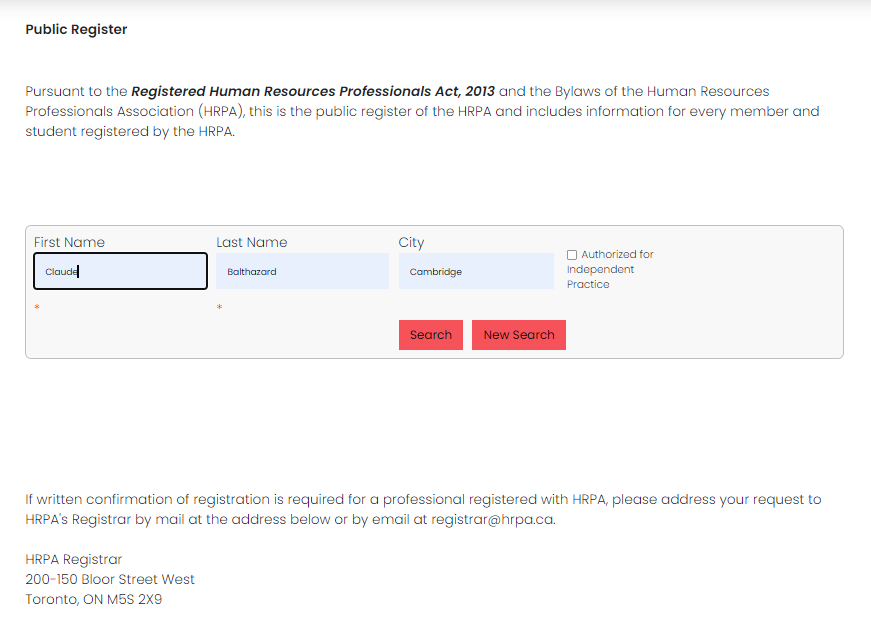 Public Register
Pursuant to the Registered Human Resources Professionals Act, 2013 and the Bylaws of the Human Resources
Professionals Association (HRPA), this is the public register of the HRPA and includes information for every member and
student registered by the HRPA.
First Name
Last Name
City
Claude
Balthazard
Cambridge
Authorized for
Independent
Practice
*
*
Search
New Search
If written confirmation of registration is required for a professional registered with HRPA, please address your request to
HRPA's Registrar by mail at the address below or by email at registrar@hrpa.ca.
HRPA Registrar
200-150 Bloor Street West
Toronto, ON M5S 2X9